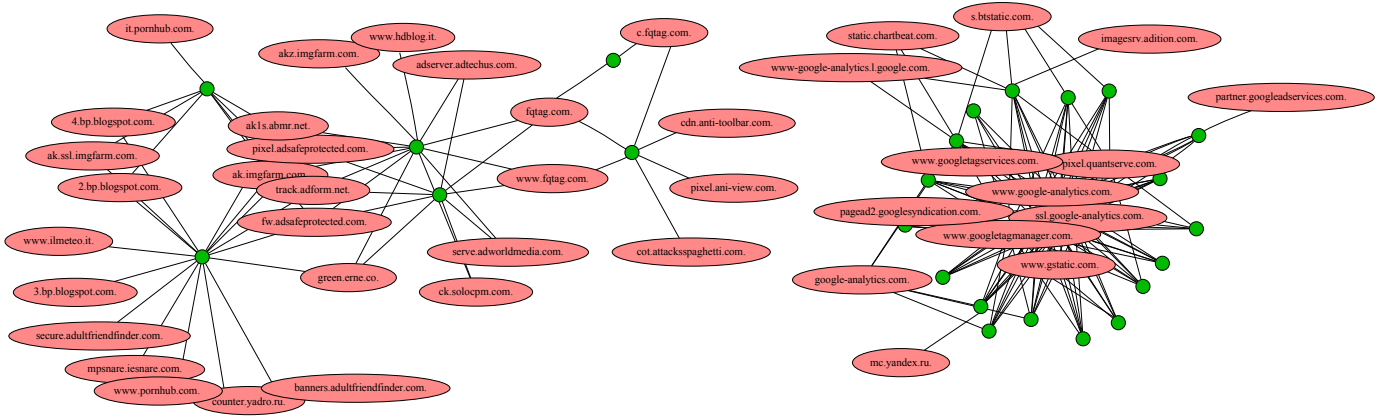 it.pornhub.com.
www.hdblog.it.
c.fqtag.com.
s.btstatic.com.
akz.imgfarm.com.
adserver.adtechus.com.
static.chartbeat.com.
imagesrv.adition.com.
www-google-analytics.l.google.com.
partner.googleadservices.com.
4.bp.blogspot.com.
ak1s.abmr.net.
fqtag.com.
cdn.anti-toolbar.com.
ak.ssl.imgfarm.com.
pixel.adsafeprotected.com.
www.googletagservices.com.
pixel.quantserve.com.
2.bp.blogspot.com.
ak.imgfarm.com.
track.adform.net.
www.fqtag.com.
pixel.ani-view.com.
www.google-analytics.com.
fw.adsafeprotected.com.
pagead2.googlesyndication.com.
ssl.google-analytics.com.
www.ilmeteo.it.
www.googletagmanager.com.
serve.adworldmedia.com.
cot.attacksspaghetti.com.
www.gstatic.com.
green.erne.co.
google-analytics.com.
3.bp.blogspot.com.
ck.solocpm.com.
secure.adultfriendfinder.com.
mc.yandex.ru.
mpsnare.iesnare.com.
www.pornhub.com.
banners.adultfriendfinder.com.
counter.yadro.ru.